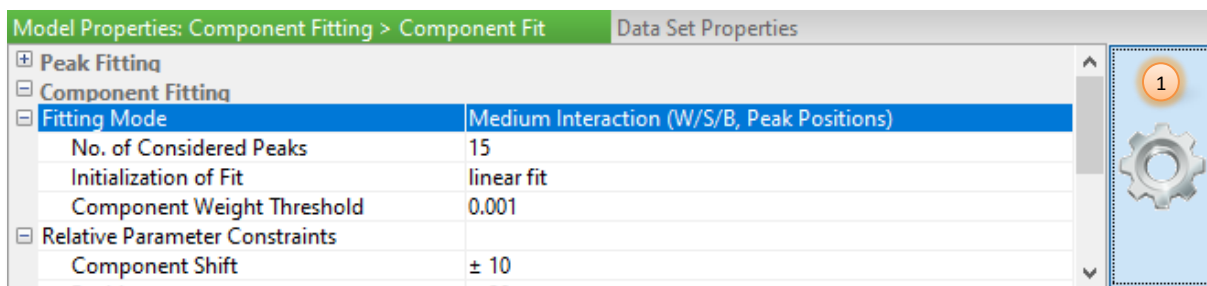 Model Properties: Component Fitting > Component Fit Data Set Properties
Peak Fitting
Component Fitting
Fitting Mode Medium Interaction (W/S/B, Peak Positions)
No. of Considered Peaks 15
Initialization of Fit linear fit
Component Weight Threshold 0.001
Relative Parameter Constraints
Component Shift ± 10
1